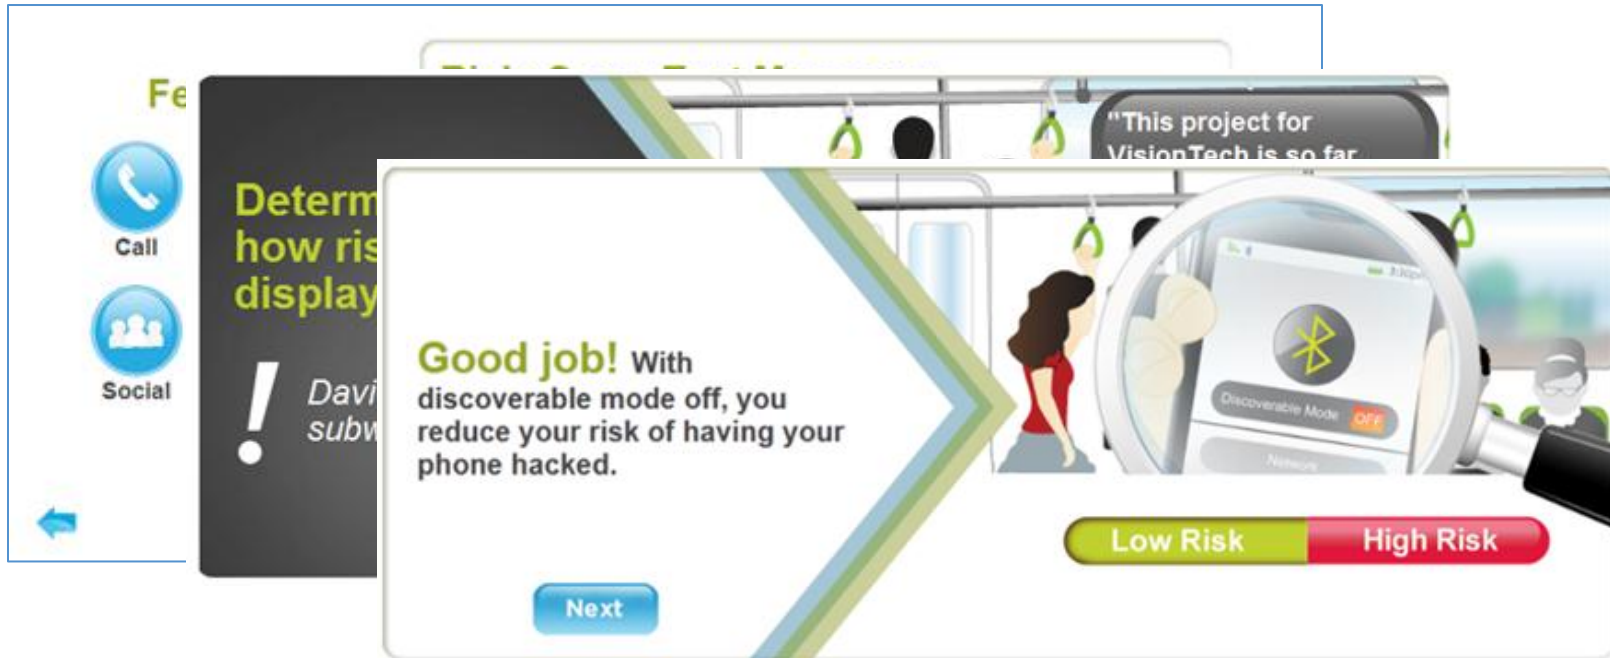 Fe
Call
Social
Determ
how ris
display
!
Davi
subw
"This project for
VisionTech is so far
Good job! With
discoverable mode off, you
reduce your risk of having your
phone hacked.
Next
3:30
Discoverable Mode OFF
Network
Low Risk High Risk